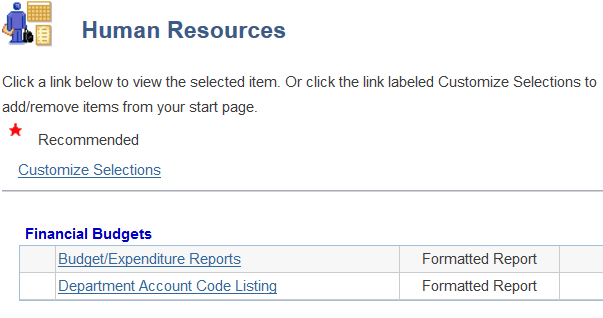 Human Resources
Click a link below to view the selected item. Or click the link labeled Customize Selections to
add/remove items from your start page.
Recommended
Customize Selections
Financial Budgets
Budget/Expenditure Reports Formatted Report
Department Account Code Listing Formatted Report